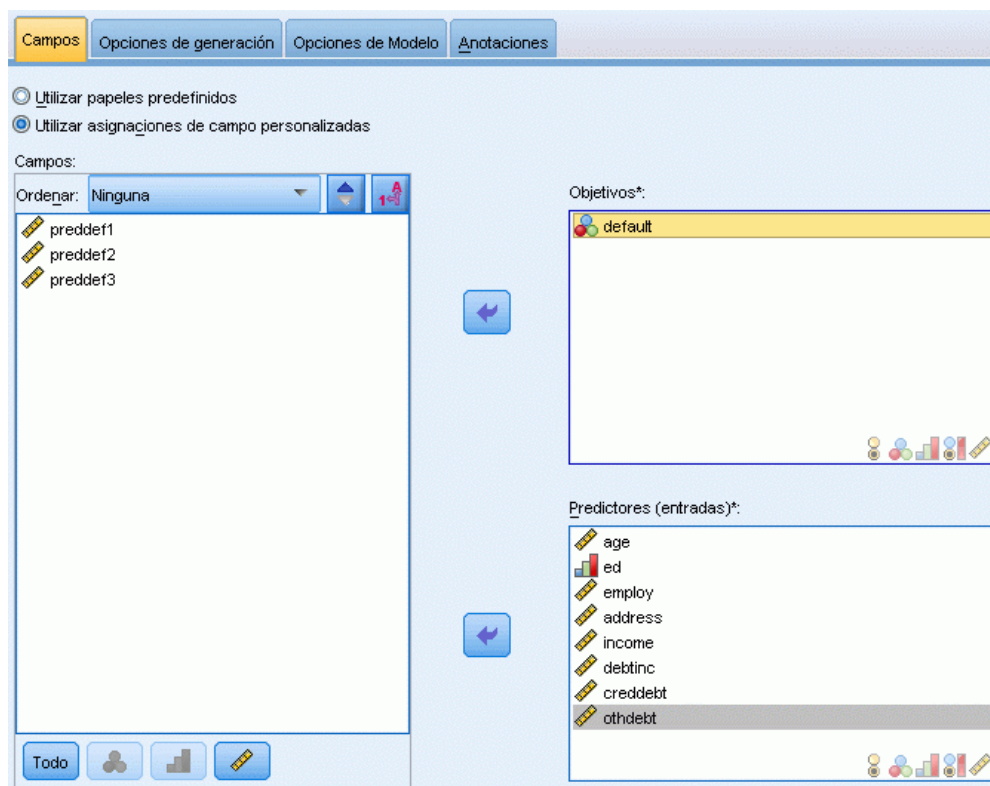 Campos Opciones de generación Opciones de Modelo Anotaciones
Utilizar papeles predefinidos
Utilizar asignaciones de campo personalizadas
Campos:
Ordenar: Ninguna
preddef1
preddef2
preddef3
Todo
Objetivos*:
default
Predictores (entradas)*:
age
ed
employ
address
income
debtinc
creddebt
othdebt